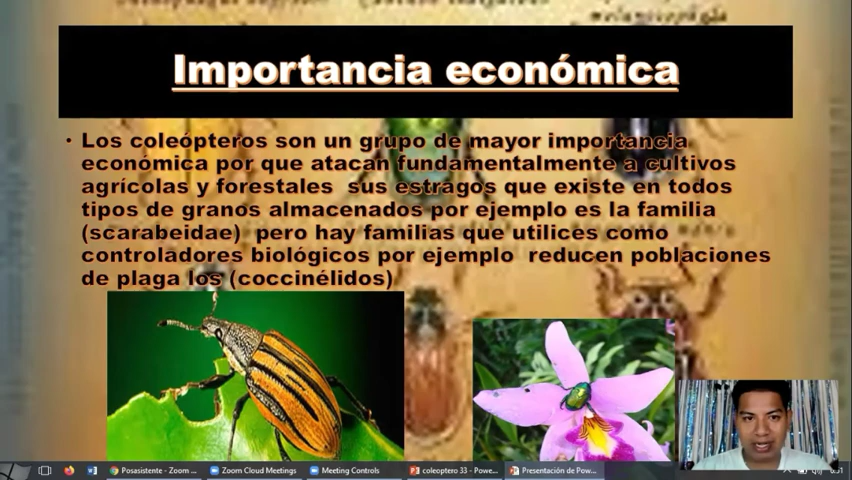 Importancia económica
• Los coleópteros son un grupo de mayor importancia
económica por que atacan fundamentalmente a cultivos
agrícolas y forestales sus estragos que existe en todos
tipos de granos almacenados por ejemplo es la familia
(scarabeidae) pero hay familias que utilices como
controladores biológicos por ejemplo reducen poblaciones
de plaga los (coccinélidos)
Posasistente - Zoom ...
Zoom Cloud Meetings
Meeting Controls
coleoptero 33 - Powe...
Presentación de Pow...